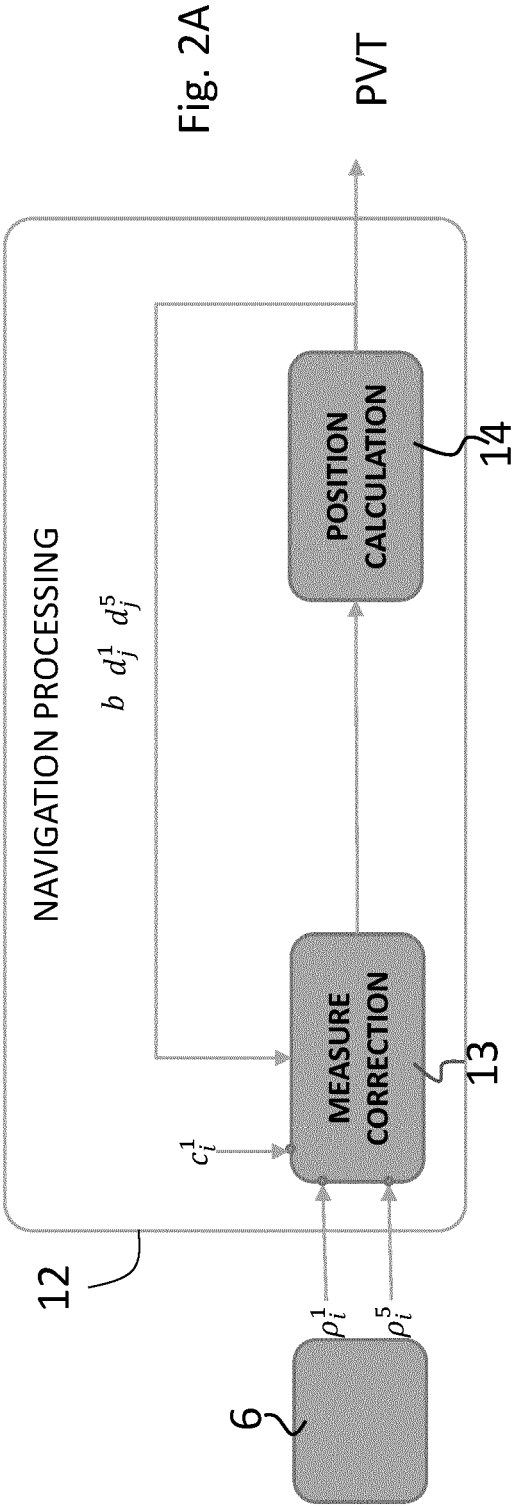 Fig. 2A
NAVIGATION PROCESSING
12
b d_j^1 d_j^5
c_i^1
6
ρ_i^1
ρ_i^5
MEASURE
CORRECTION
13
POSITION
CALCULATION
14
PVT